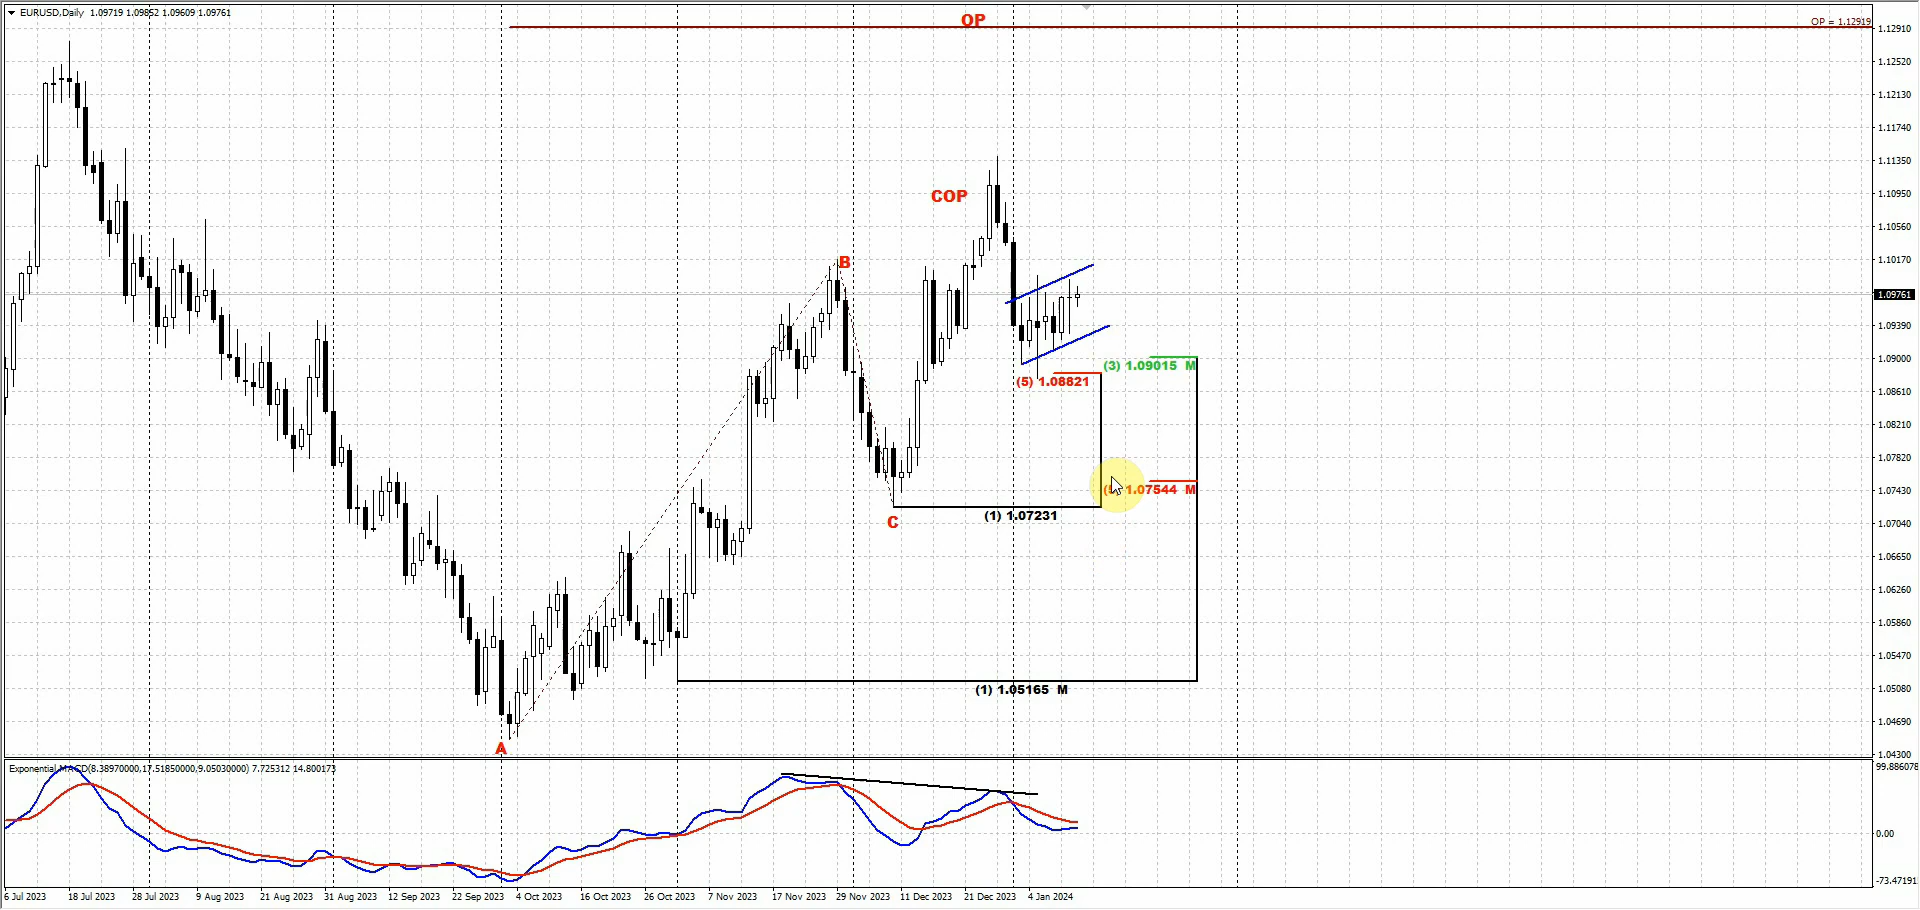 EURUSD,Daily 1.09719 1.09852 1.09609 1.09761
OP
OP = 1.12919
1.12910
1.12520
1.12130
1.11740
1.11350
COP
1.10950
1.10560
B
1.10170
1.09761
1.09390
1.09000
(3) 1.09015 M
(5) 1.08821
1.08610
1.08210
1.07820
1.07544 M
1.07430
(1) 1.07231
C
1.07040
1.06650
1.06260
1.05860
1.05470
(1) 1.05165 M
1.05080
1.04690
A
1.04300
Exponential MACD(8.38970000,17.51850000,9.05030000) 7.725312 14.800173
99.886078
0.00
-73.47191
6 Jul 2023 18 Jul 2023 28 Jul 2023 9 Aug 2023 21 Aug 2023 31 Aug 2023 12 Sep 2023 22 Sep 2023 4 Oct 2023 16 Oct 2023 26 Oct 2023 7 Nov 2023 17 Nov 2023 29 Nov 2023 11 Dec 2023 21 Dec 2023 4 Jan 2024